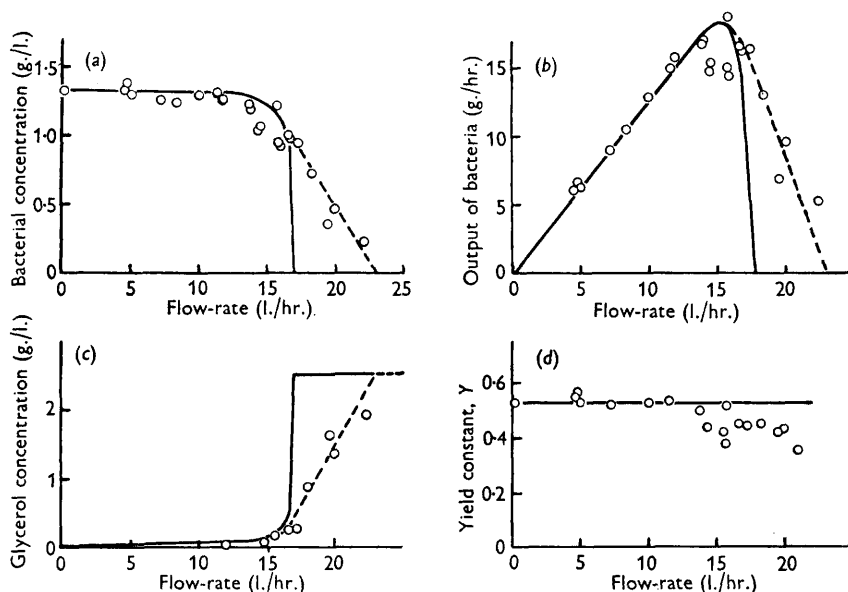 (a)
Bacterial concentration (g./l.)
1·5
1·0
0·5
0
0 5 10 15 20 25
Flow-rate (l./hr.)
(b)
Output of bacteria (g./hr.)
15
10
5
0
0 5 10 15 20
Flow-rate (l./hr.)
(c)
Glycerol concentration (g./l.)
2
1
0
0 5 10 15 20
Flow-rate (l./hr.)
(d)
Yield constant, Y
0·6
0·4
0·2
0
0 5 10 15 20
Flow-rate (l./hr.)